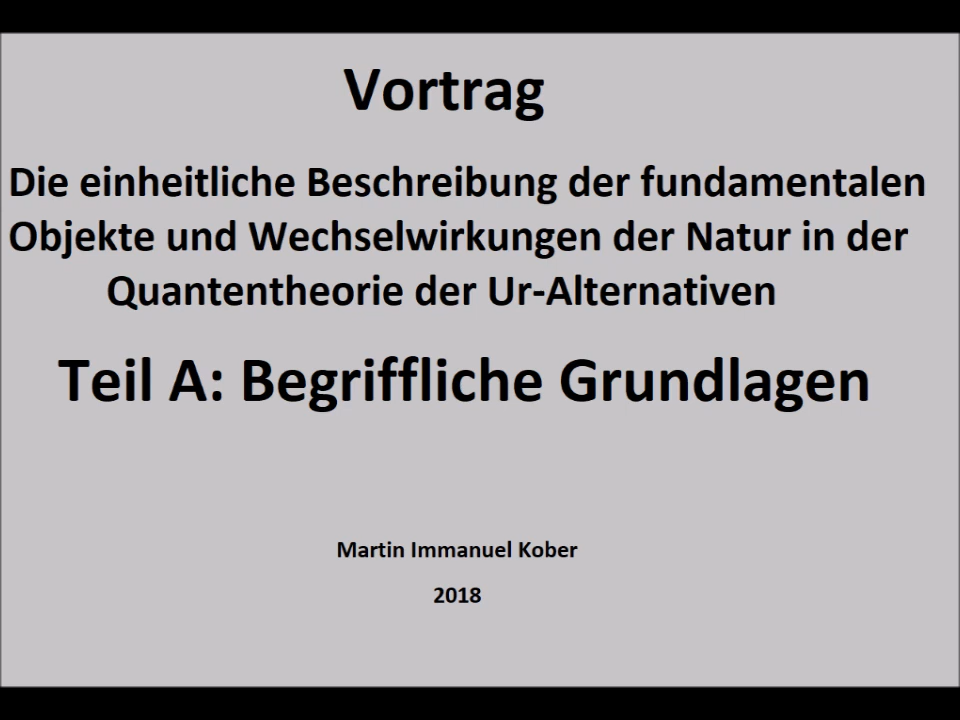 Vortrag
Die einheitliche Beschreibung der fundamentalen
Objekte und Wechselwirkungen der Natur in der
Quantentheorie der Ur-Alternativen
Teil A: Begriffliche Grundlagen
Martin Immanuel Kober
2018